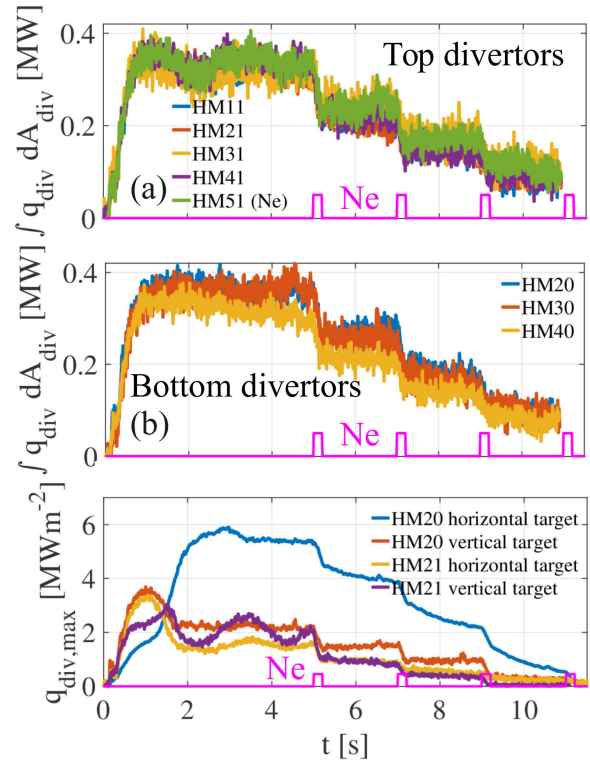 ∫ q_div dA_div [MW]
0.4
0.2
0
Top divertors
HM11
HM21
HM31
HM41
HM51 (Ne)
(a)
Ne
∫ q_div dA_div [MW]
0.4
0.2
0
HM20
HM30
HM40
Bottom divertors
(b)
Ne
q_div,max [MWm⁻²]
6
4
2
0
HM20 horizontal target
HM20 vertical target
HM21 horizontal target
HM21 vertical target
Ne
0 2 4 6 8 10
t [s]